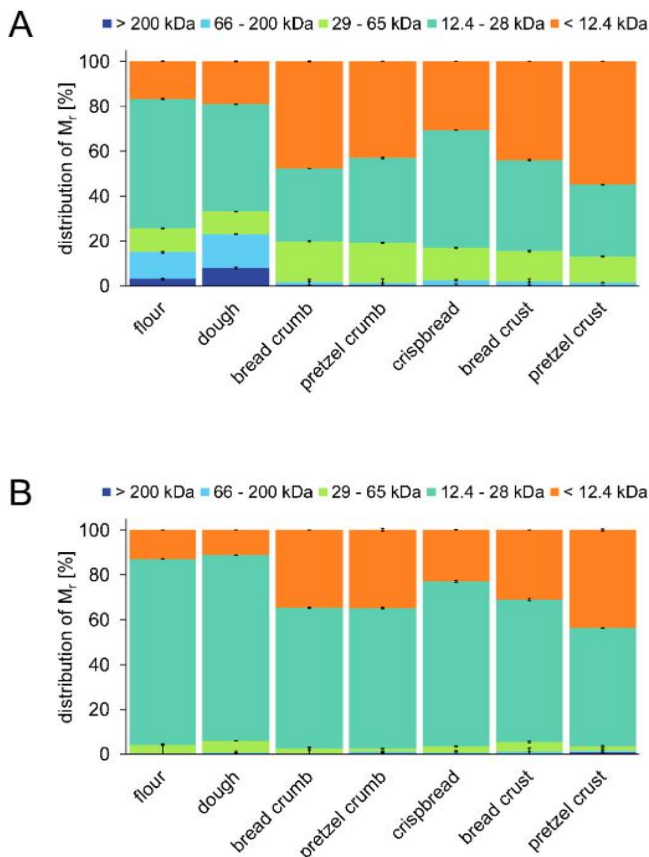 A
> 200 kDa 66 - 200 kDa 29 - 65 kDa 12.4 - 28 kDa < 12.4 kDa
distribution of Mr [%]
100
80
60
40
20
0
flour
dough
bread crumb
pretzel crumb
crispbread
bread crust
pretzel crust
B
> 200 kDa 66 - 200 kDa 29 - 65 kDa 12.4 - 28 kDa < 12.4 kDa
distribution of Mr [%]
100
80
60
40
20
0
flour
dough
bread crumb
pretzel crumb
crispbread
bread crust
pretzel crust